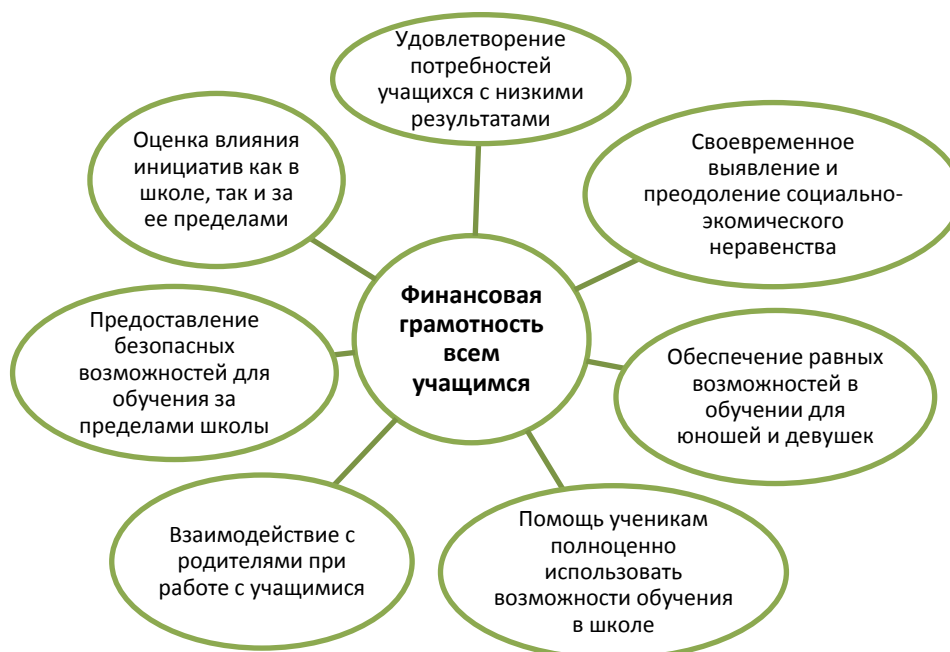 Удовлетворение
потребностей
учащихся с низкими
результатами
Своевременное
выявление и
преодоление социально-
экомического
неравенства
Обеспечение равных
возможностей в
обучении для
юношей и девушек
Помощь ученикам
полноценно
использовать
возможности обучения
в школе
Взаимодействие с
родителями при
работе с учащимися
Предоставление
безопасных
возможностей для
обучения за
пределами школы
Оценка влияния
инициатив как в
школе, так и за
ее пределами
Финансовая
грамотность
всем
учащимся